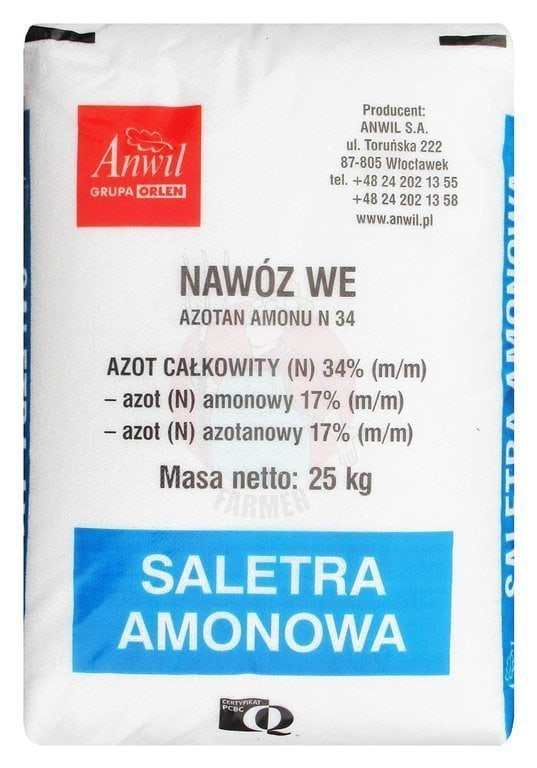 Anwil
GRUPA ORLEN
Producent:
ANWIL S.A.
ul. Toruńska 222
87-805 Włocławek
tel. +48 24 202 13 55
+48 24 202 13 58
www.anwil.pl
NAWÓZ WE
AZOTAN AMONU N 34
AZOT CAŁKOWITY (N) 34% (m/m)
– azot (N) amonowy 17% (m/m)
– azot (N) azotanowy 17% (m/m)
Masa netto: 25 kg
FARMER
SALETRA
AMONOWA
CERTYFIKAT
PCBC
Q
SALETRA AMONOWA